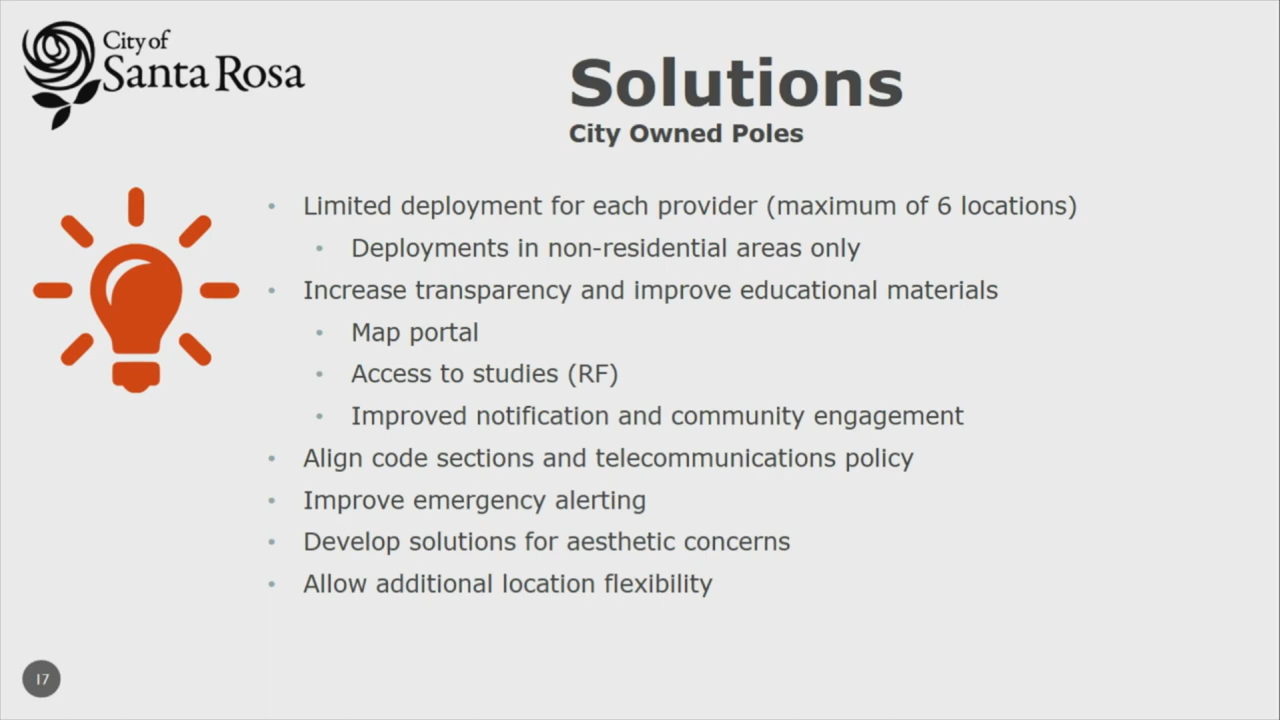 City of
Santa Rosa
Solutions
City Owned Poles
• Limited deployment for each provider (maximum of 6 locations)
• Deployments in non-residential areas only
• Increase transparency and improve educational materials
• Map portal
• Access to studies (RF)
• Improved notification and community engagement
• Align code sections and telecommunications policy
• Improve emergency alerting
• Develop solutions for aesthetic concerns
• Allow additional location flexibility
17